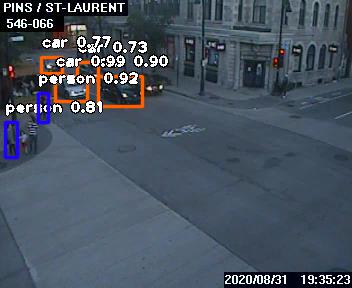 PINS / ST-LAURENT
546-066
car 0.77
car 0.73
car 0.99
0.90
person 0.92
person 0.81
2020/08/31 19:35:23